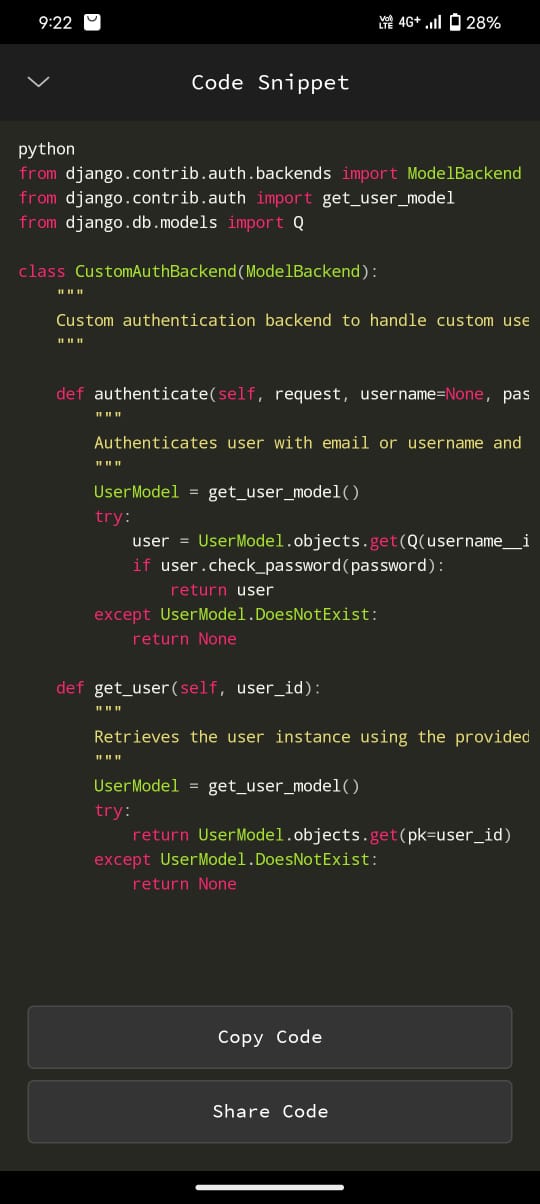 9:22 Vo) LTE 4G+ 28%
Code Snippet
python
from django.contrib.auth.backends import ModelBackend
from django.contrib.auth import get_user_model
from django.db.models import Q
class CustomAuthBackend(ModelBackend):
"""
Custom authentication backend to handle custom use
"""
def authenticate(self, request, username=None, pas
"""
Authenticates user with email or username and
"""
UserModel = get_user_model()
try:
user = UserModel.objects.get(Q(username__i
if user.check_password(password):
return user
except UserModel.DoesNotExist:
return None
def get_user(self, user_id):
"""
Retrieves the user instance using the provided
"""
UserModel = get_user_model()
try:
return UserModel.objects.get(pk=user_id)
except UserModel.DoesNotExist:
return None
Copy Code
Share Code